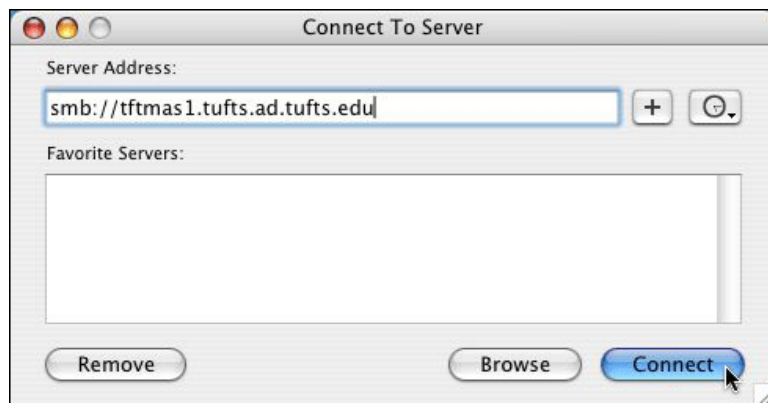 Connect To Server
Server Address:
smb://tftmas1.tufts.ad.tufts.edu
+
Favorite Servers:
Remove Browse Connect